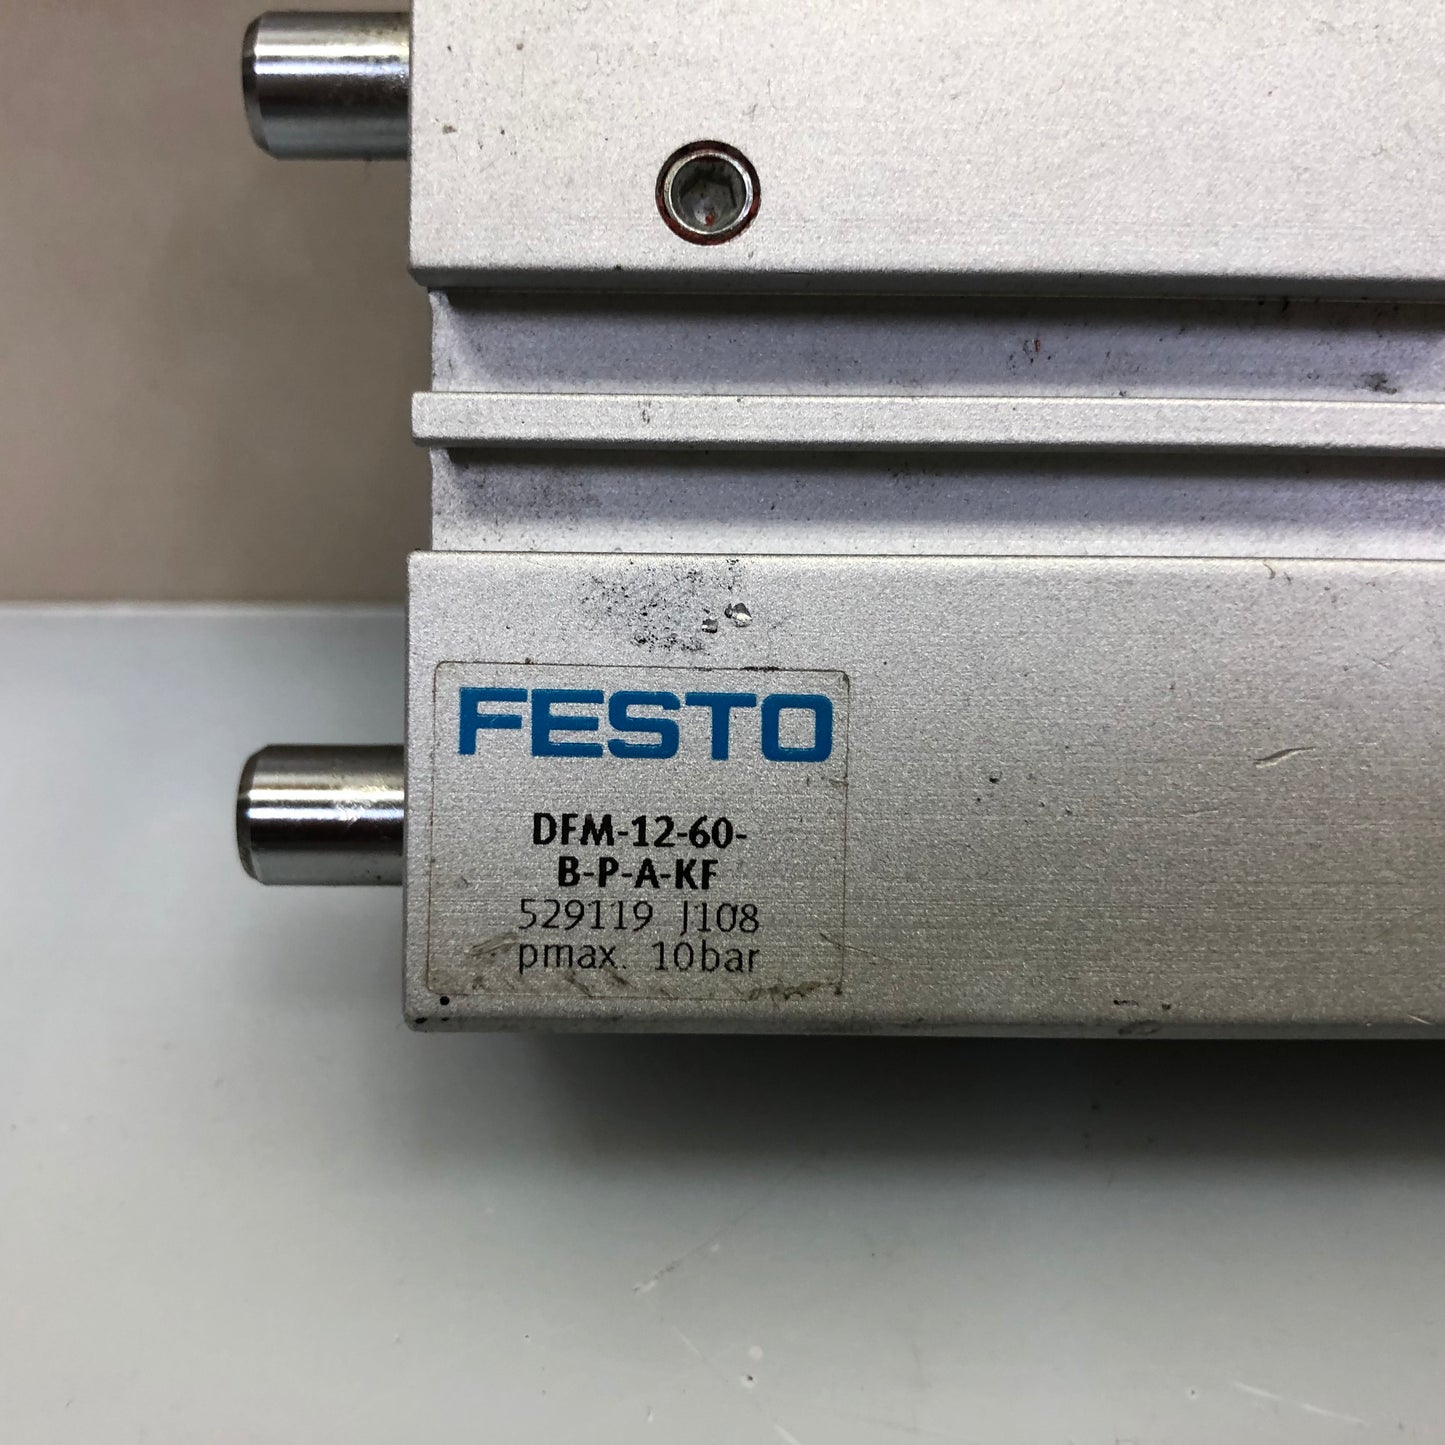 FESTO
DFM-12-60-
B-P-A-KF
529119 J108
pmax. 10bar